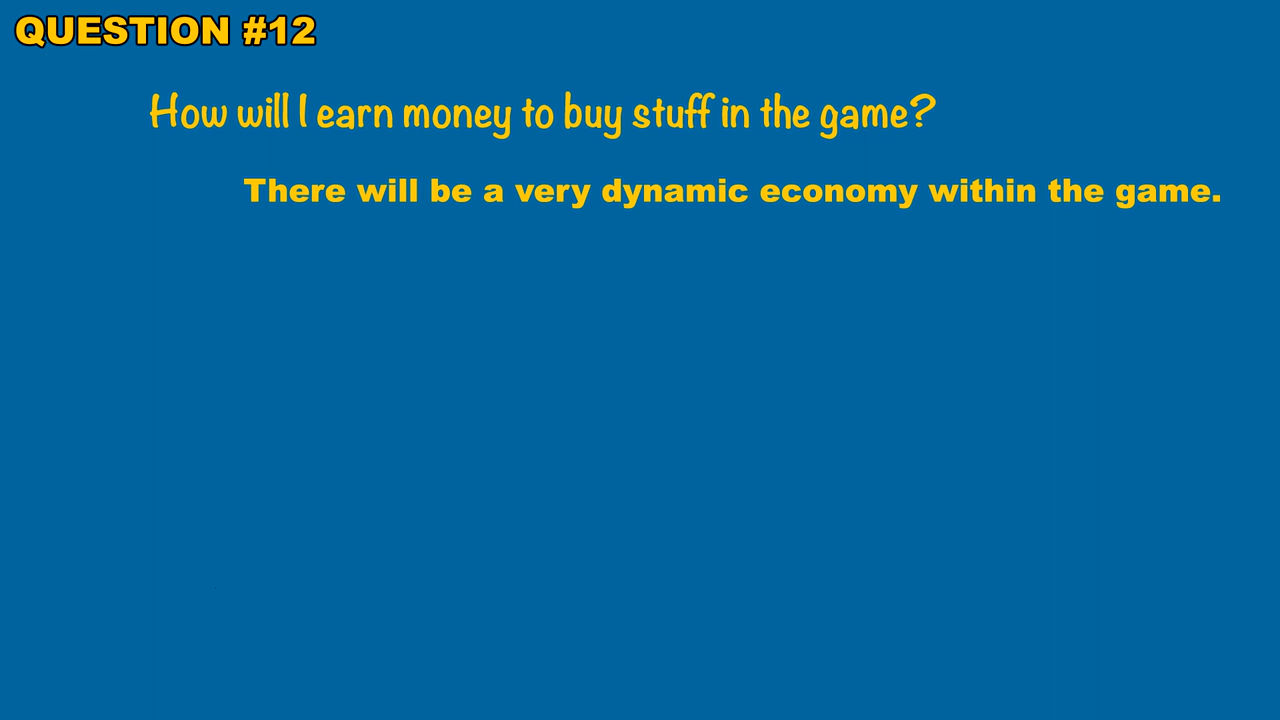 QUESTION #12
How will I earn money to buy stuff in the game?
There will be a very dynamic economy within the game.